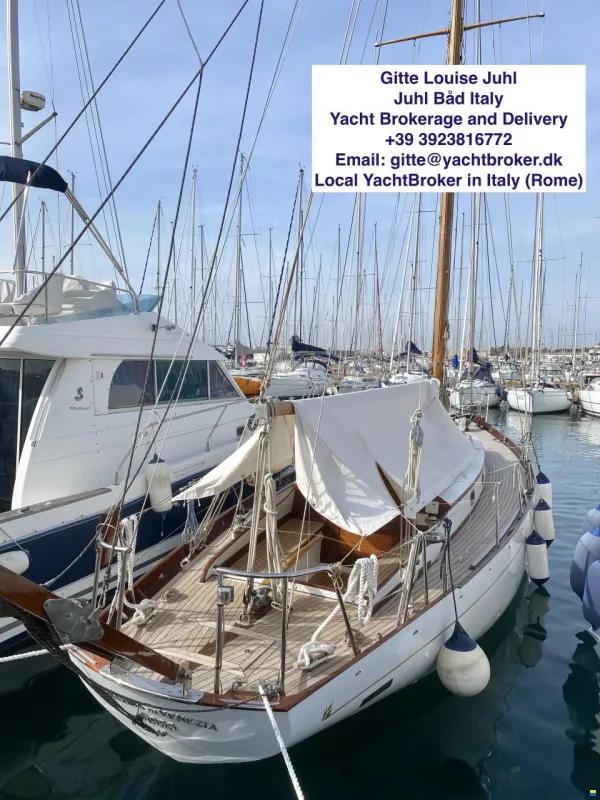 Gitte Louise Juhl
Juhl Båd Italy
Yacht Brokerage and Delivery
+39 3923816772
Email: gitte@yachtbroker.dk
Local YachtBroker in Italy (Rome)